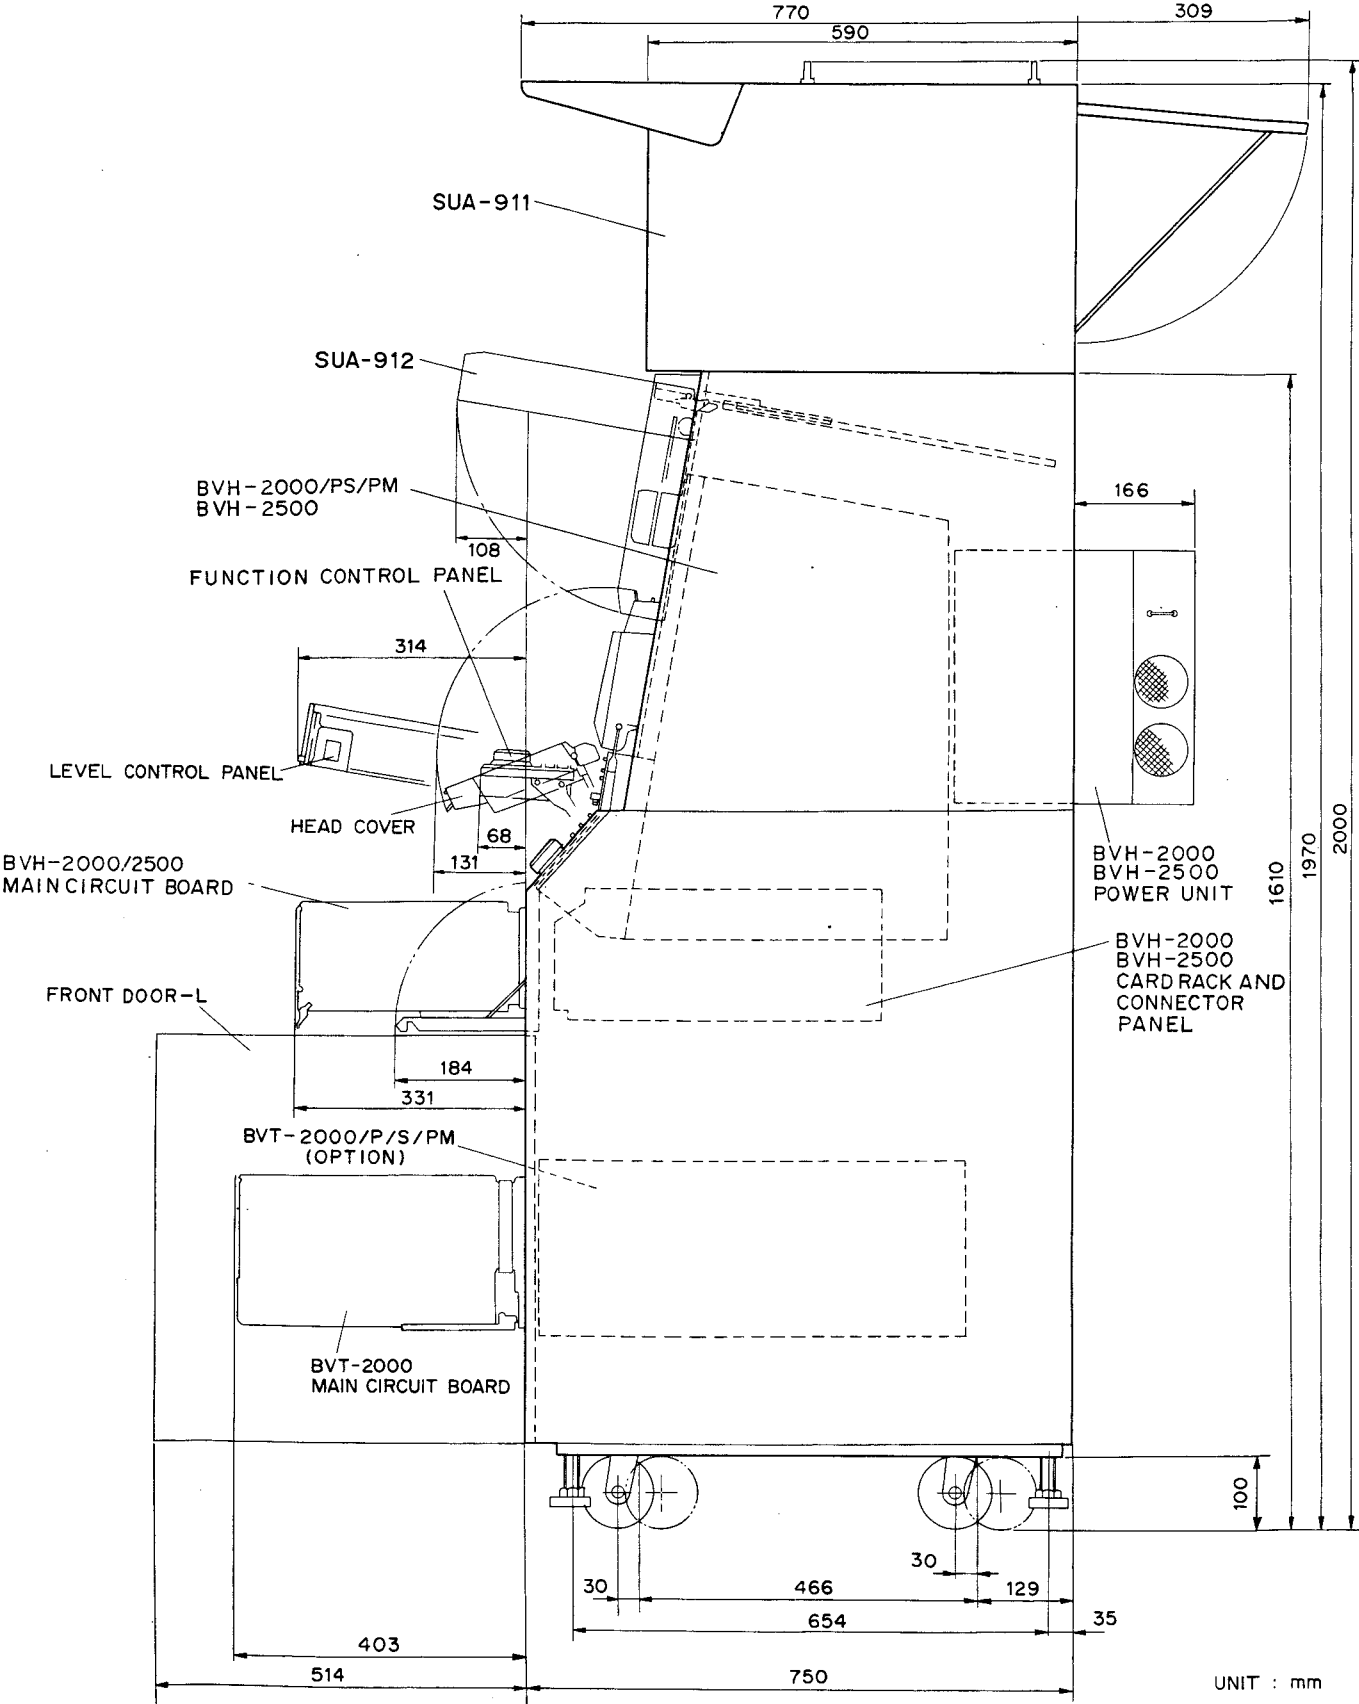 770
309
590
SUA-911
SUA-912
BVH-2000/PS/PM
BVH-2500
166
108
FUNCTION CONTROL PANEL
314
LEVEL CONTROL PANEL
HEAD COVER
68
131
BVH-2000/2500
MAIN CIRCUIT BOARD
BVH-2000
BVH-2500
POWER UNIT
1610
1970
2000
BVH-2000
BVH-2500
CARD RACK AND
CONNECTOR
PANEL
FRONT DOOR-L
184
331
BVT-2000/P/S/PM
(OPTION)
BVT-2000
MAIN CIRCUIT BOARD
100
30
30
466
129
654
35
403
514
750
UNIT : mm